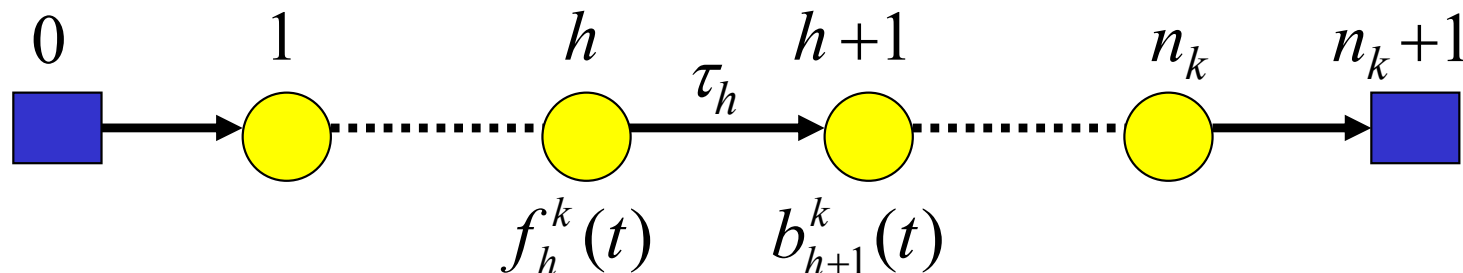 0 1 h h+1 n_k n_k+1
τ_h
f_h^k(t) b_{h+1}^k(t)